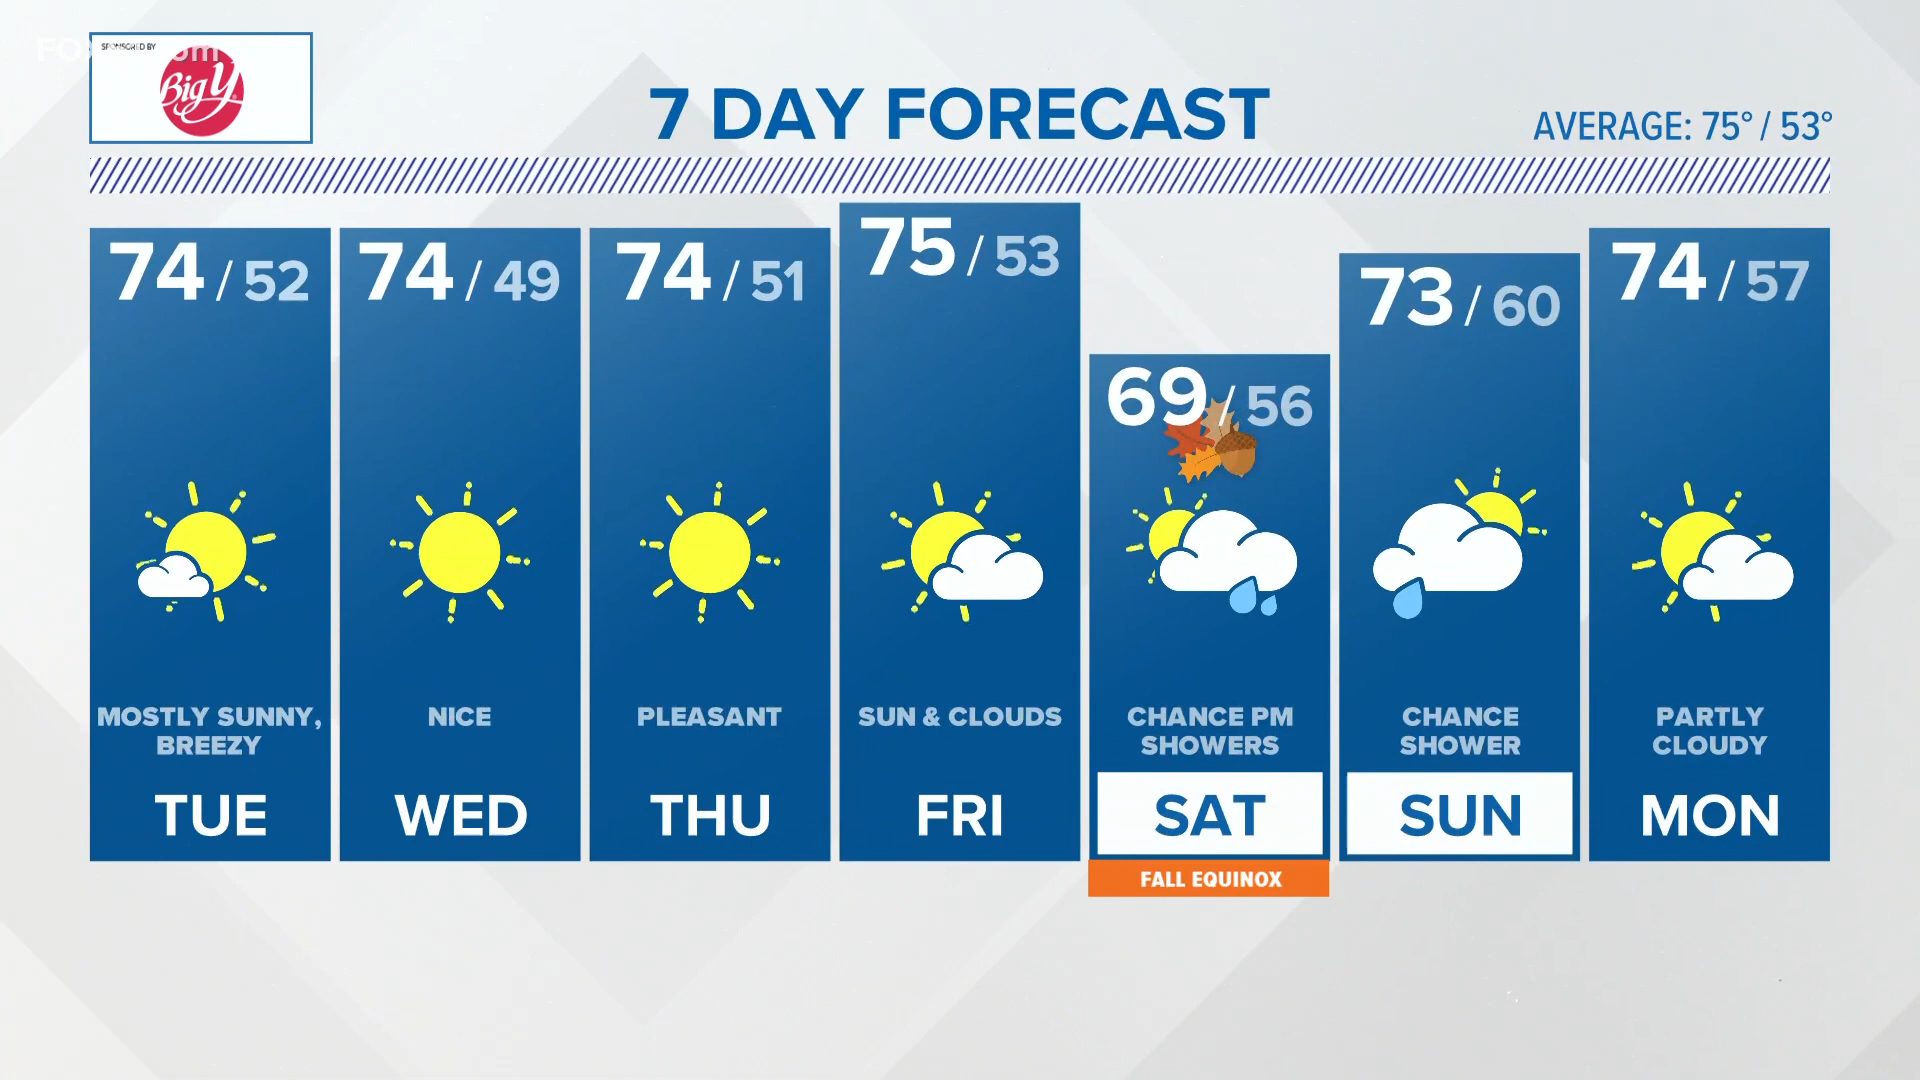 SPONSORED BY
Big Y
7 DAY FORECAST
AVERAGE: 75° / 53°
74 / 52
MOSTLY SUNNY,
BREEZY
TUE
74 / 49
NICE
WED
74 / 51
PLEASANT
THU
75 / 53
SUN & CLOUDS
FRI
69 / 56
CHANCE PM
SHOWERS
SAT
FALL EQUINOX
73 / 60
CHANCE
SHOWER
SUN
74 / 57
PARTLY
CLOUDY
MON